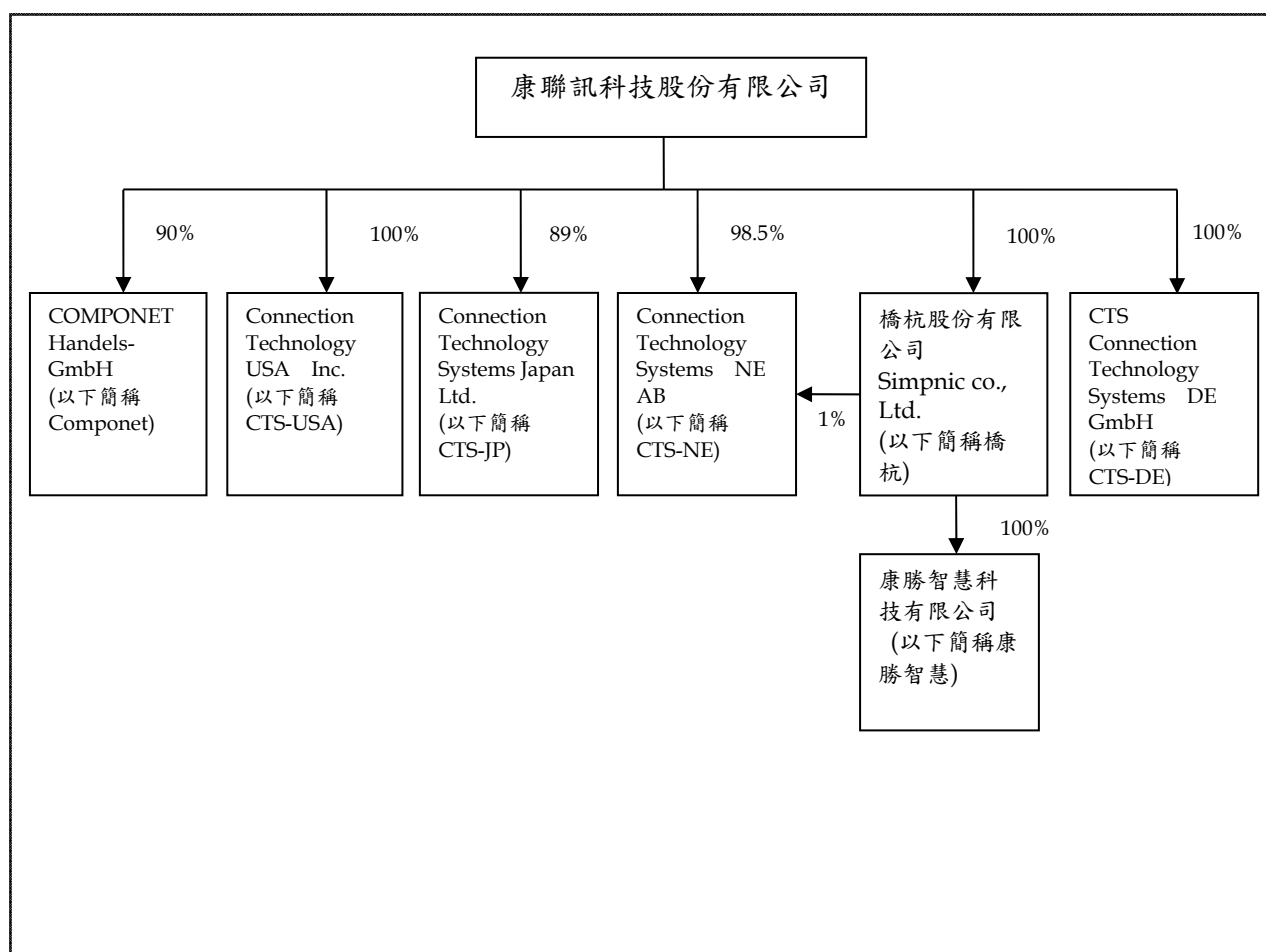 康聯訊科技股份有限公司
90%
100%
89%
98.5%
100%
100%
COMPONET
Handels-
GmbH
(以下簡稱
Componet)
Connection
Technology
USA Inc.
(以下簡稱
CTS-USA)
Connection
Technology
Systems Japan
Ltd.
(以下簡稱
CTS-JP)
Connection
Technology
Systems NE
AB
(以下簡稱
CTS-NE)
1%
橋杭股份有限
公司
Simpnic co.,
Ltd.
(以下簡稱橋
杭)
CTS
Connection
Technology
Systems DE
GmbH
(以下簡稱
CTS-DE)
100%
康勝智慧科
技有限公司
(以下簡稱康
勝智慧)